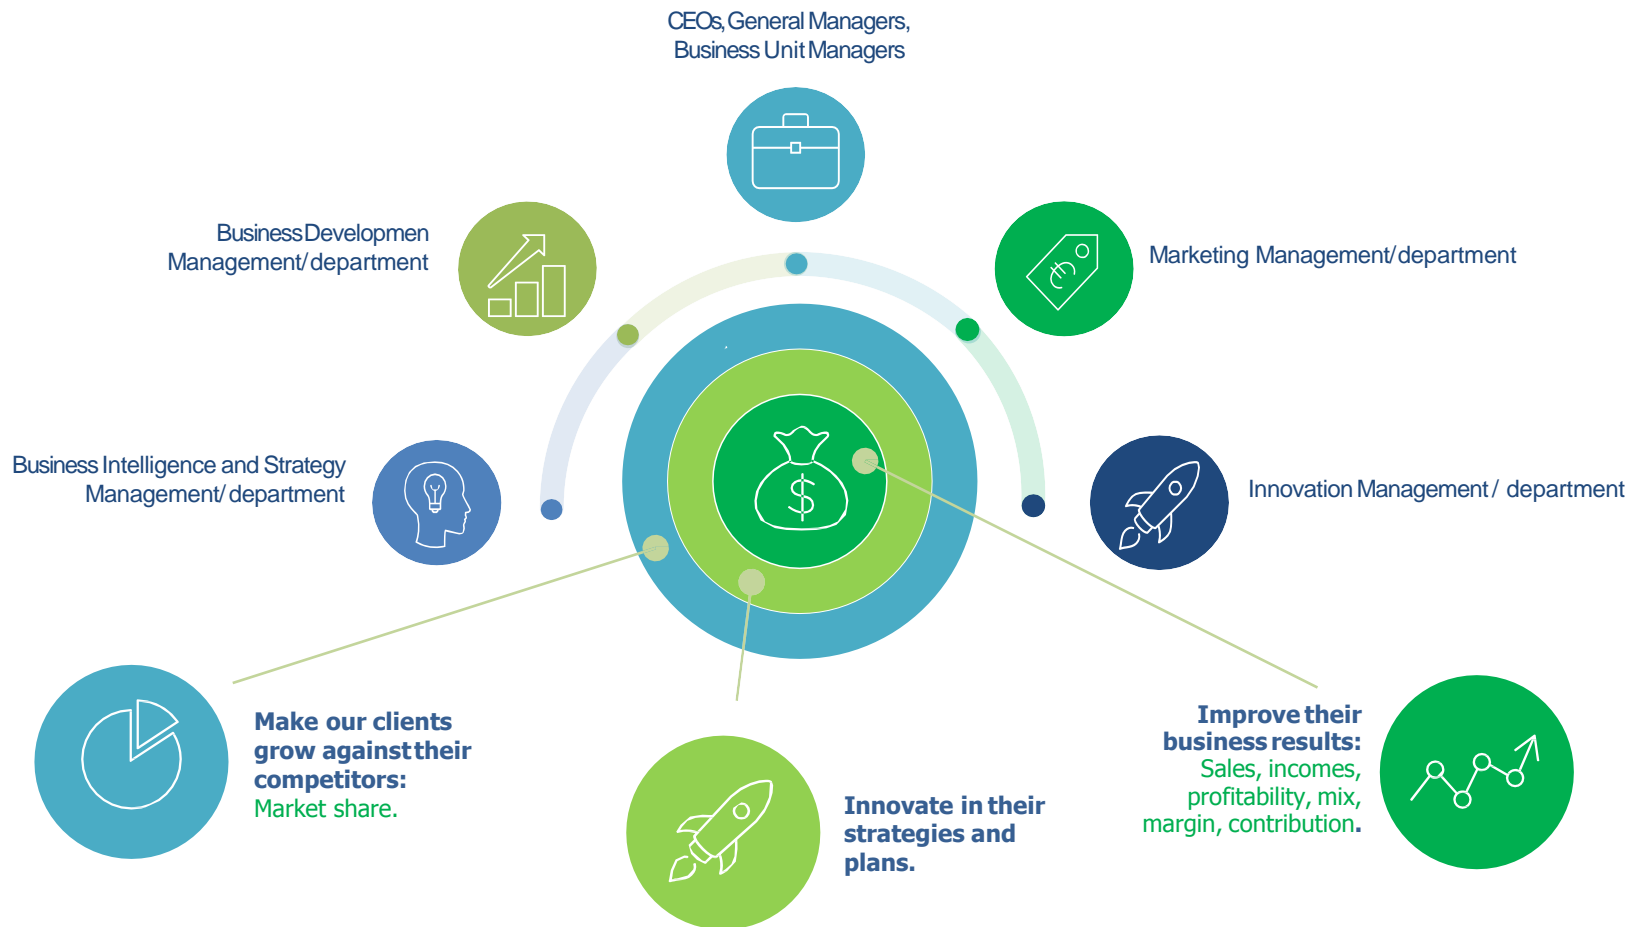 CEOs, General Managers,
Business Unit Managers
Business Developmen
Management/department
Marketing Management/department
Business Intelligence and Strategy
Management/department
Innovation Management / department
$
Make our clients
grow against their
competitors:
Market share.
Innovate in their
strategies and
plans.
Improve their
business results:
Sales, incomes,
profitability, mix,
margin, contribution.